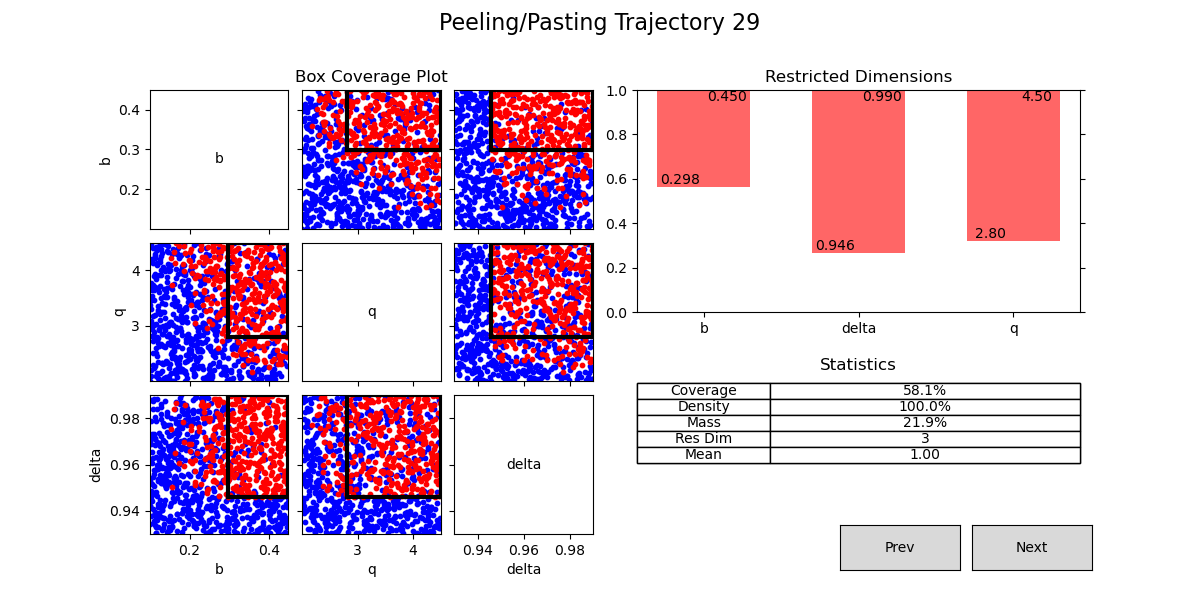 Peeling/Pasting Trajectory 29
Box Coverage Plot
0.4
0.3
0.2
b
b
4
3
q
q
0.98
0.96
0.94
delta
delta
0.2 0.4
3 4
0.94 0.96 0.98
b
q
delta
Restricted Dimensions
1.0
0.8
0.6
0.4
0.2
0.0
0.450
0.990
4.50
0.298
0.946
2.80
b
delta
q
Statistics
Coverage 58.1%
Density 100.0%
Mass 21.9%
Res Dim 3
Mean 1.00
Prev
Next